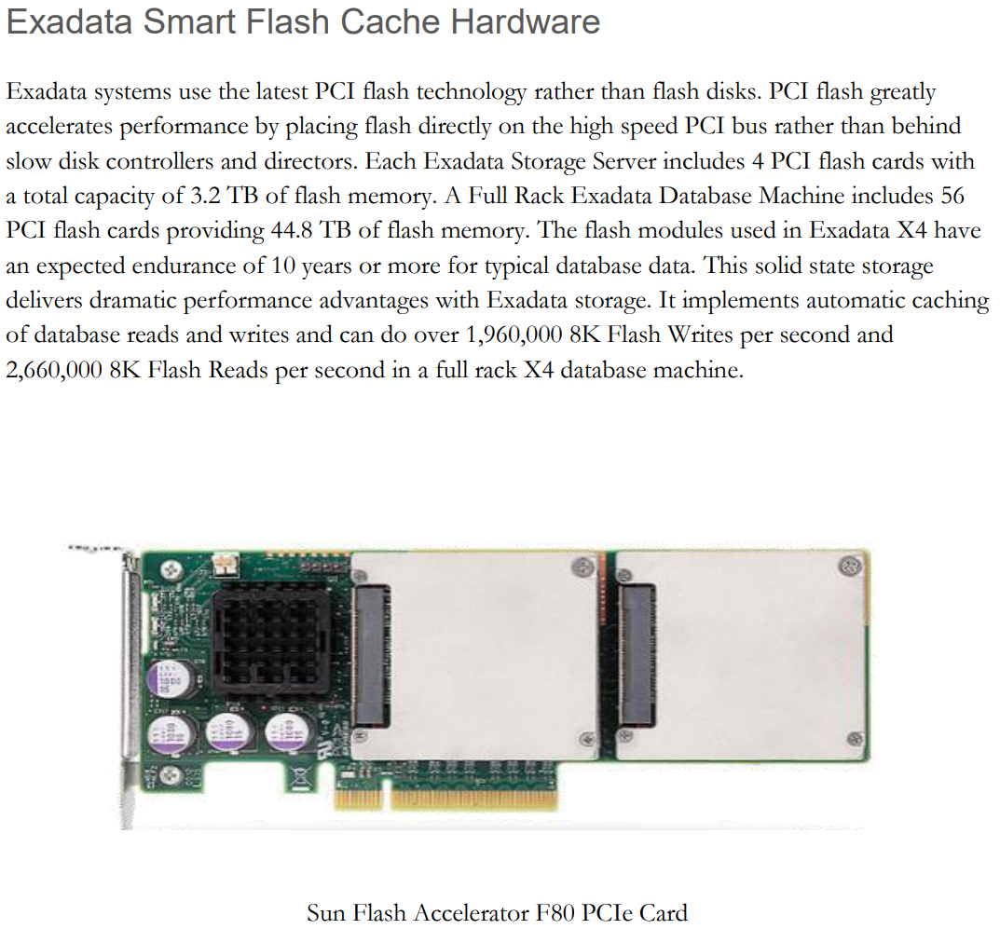 Exadata Smart Flash Cache Hardware
Exadata systems use the latest PCI flash technology rather than flash disks. PCI flash greatly
accelerates performance by placing flash directly on the high speed PCI bus rather than behind
slow disk controllers and directors. Each Exadata Storage Server includes 4 PCI flash cards with
a total capacity of 3.2 TB of flash memory. A Full Rack Exadata Database Machine includes 56
PCI flash cards providing 44.8 TB of flash memory. The flash modules used in Exadata X4 have
an expected endurance of 10 years or more for typical database data. This solid state storage
delivers dramatic performance advantages with Exadata storage. It implements automatic caching
of database reads and writes and can do over 1,960,000 8K Flash Writes per second and
2,660,000 8K Flash Reads per second in a full rack X4 database machine.
Sun Flash Accelerator F80 PCIe Card